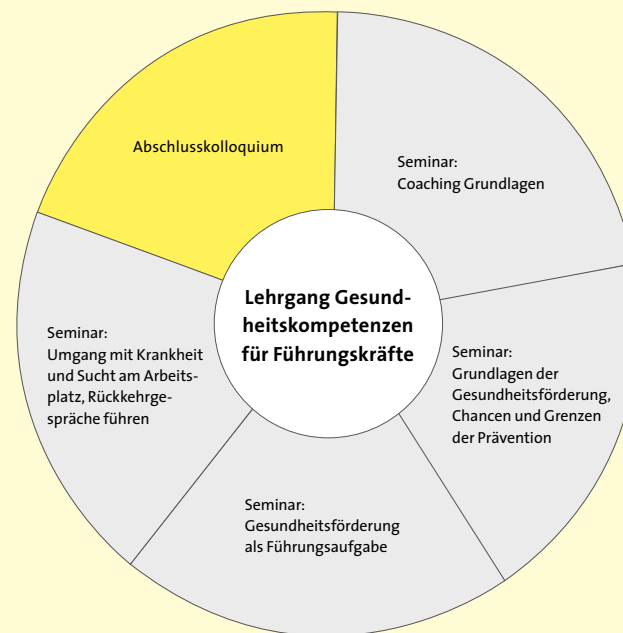 Abschlusskolloquium
Seminar:
Coaching Grundlagen
Lehrgang Gesund-
heitskompetenzen
für Führungskräfte
Seminar:
Umgang mit Krankheit
und Sucht am Arbeits-
platz, Rückkehrge-
spräche führen
Seminar:
Grundlagen der
Gesundheitsförderung,
Chancen und Grenzen
der Prävention
Seminar:
Gesundheitsförderung
als Führungsaufgabe